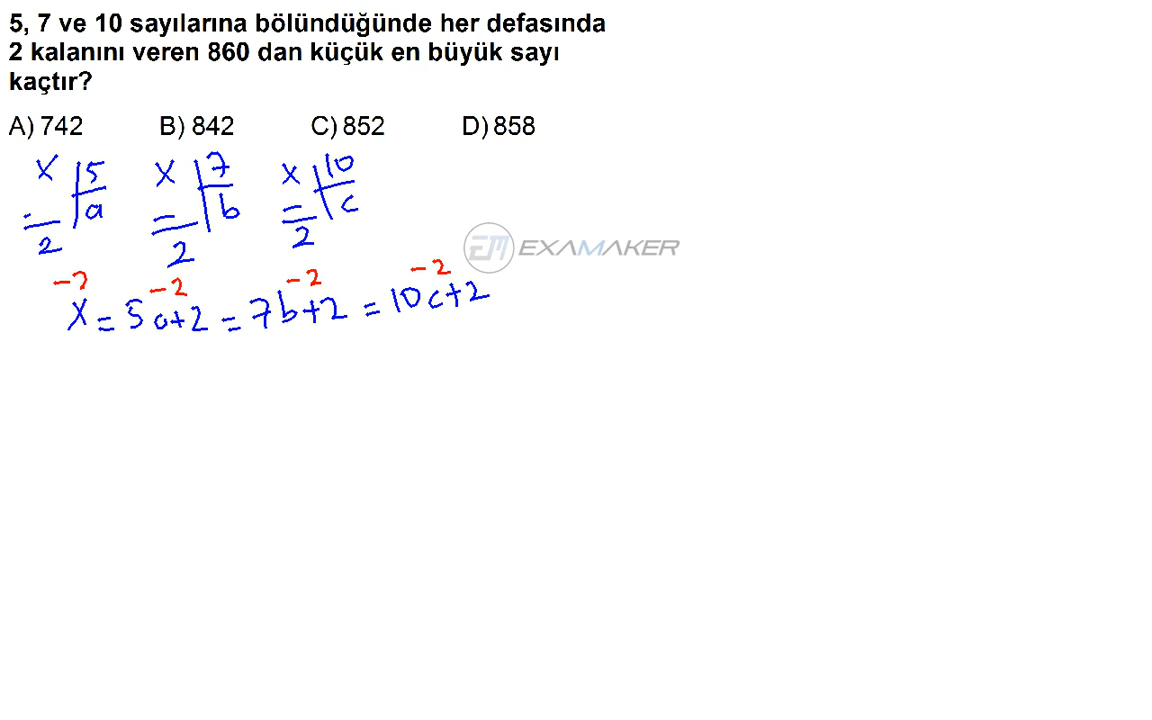 5, 7 ve 10 sayılarına bölündüğünde her defasında
2 kalanını veren 860 dan küçük en büyük sayı
kaçtır?
A) 742 B) 842 C) 852 D) 858
x 5 x 7 x 10
a b c
2 2 2
EXAMAKER
-2 -2 -2 -2
x = 5a+2 = 7b+2 = 10c+2